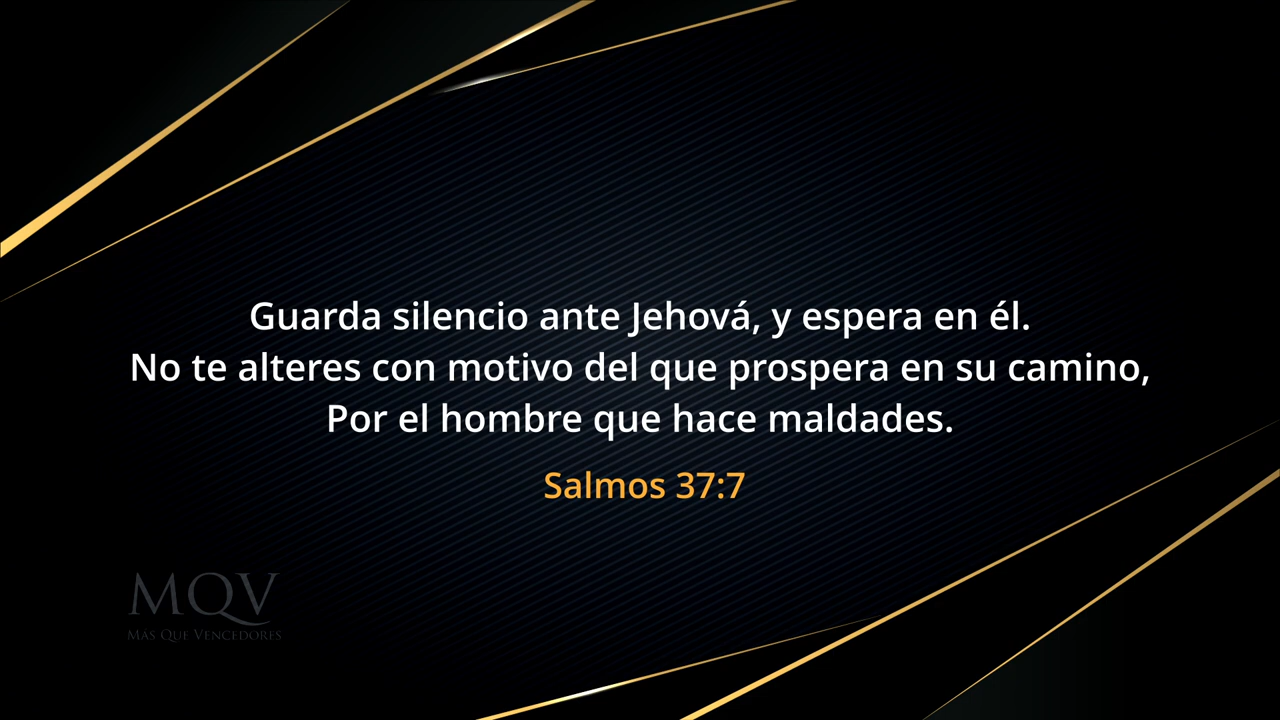 Guarda silencio ante Jehová, y espera en él.
No te alteres con motivo del que prospera en su camino,
Por el hombre que hace maldades.
Salmos 37:7
MQV
MÁS QUE VENCEDORES